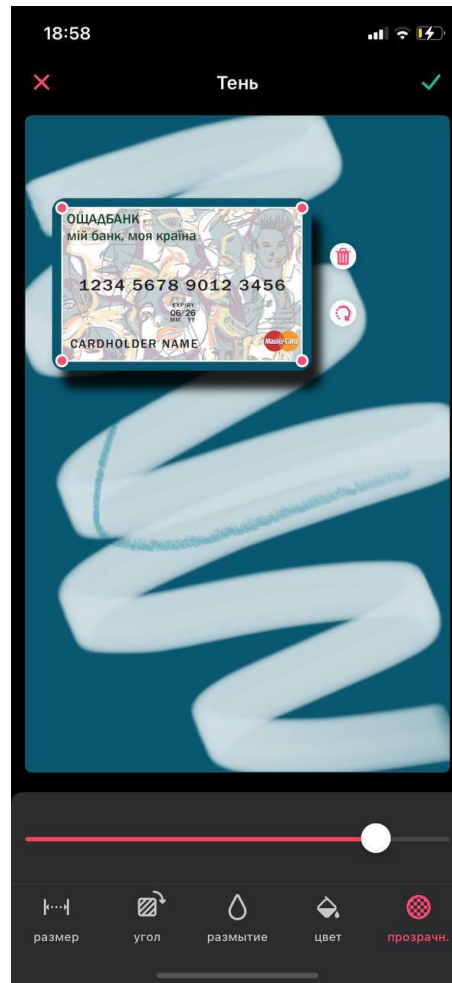 18:58
Тень
ОЩАДБАНК
мій банк, моя країна
1234 5678 9012 3456
EXPIRY
06/26
MM YY
CARDHOLDER NAME
MasterCard
размер
угол
размытие
цвет
прозрачн.